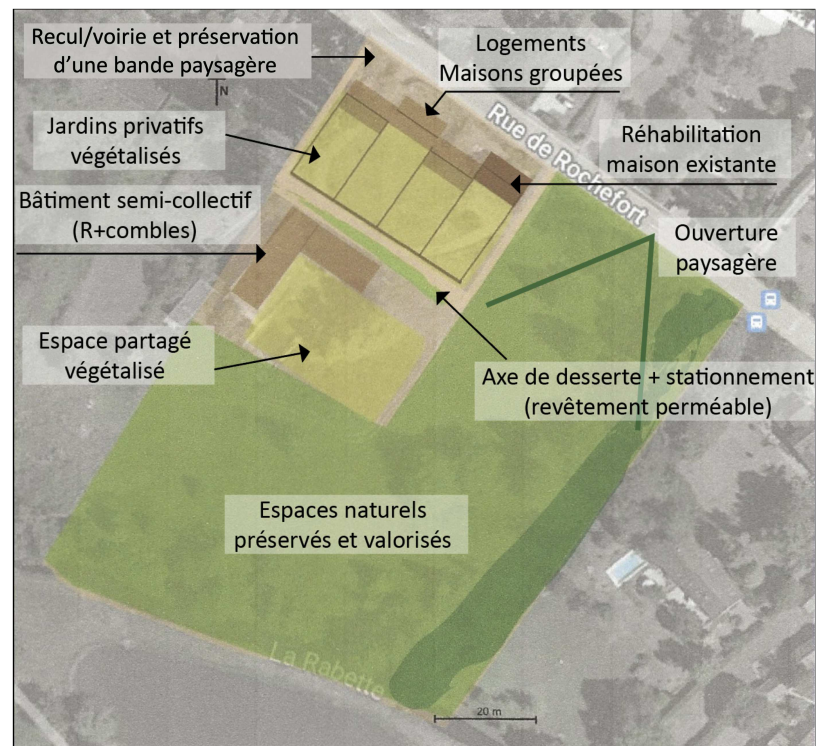 Recul/voirie et préservation
d'une bande paysagère
N
Logements
Maisons groupées
Jardins privatifs
végétalisés
Rue de Rochefort
Réhabilitation
maison existante
Bâtiment semi-collectif
(R+combles)
Ouverture
paysagère
Espace partagé
végétalisé
Axe de desserte + stationnement
(revêtement perméable)
Espaces naturels
préservés et valorisés
La Rabette
20 m